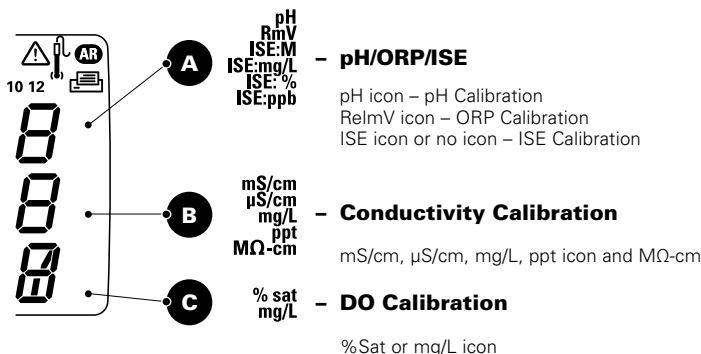 AR
10 12
8
8
A
pH
RmV
ISE:M
ISE:mg/L
ISE: %
ISE:ppb
– pH/ORP/ISE
pH icon – pH Calibration
RelmV icon – ORP Calibration
ISE icon or no icon – ISE Calibration
B
mS/cm
µS/cm
mg/L
ppt
MΩ-cm
– Conductivity Calibration
mS/cm, µS/cm, mg/L, ppt icon and MΩ-cm
C
% sat
mg/L
– DO Calibration
%Sat or mg/L icon